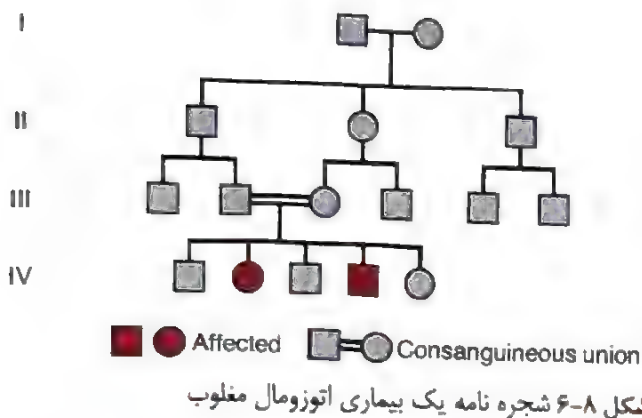 I
II
III
IV
Affected Consanguineous union
شکل ۸-۶ شجره نامه یک بیماری اتوزومال مغلوب